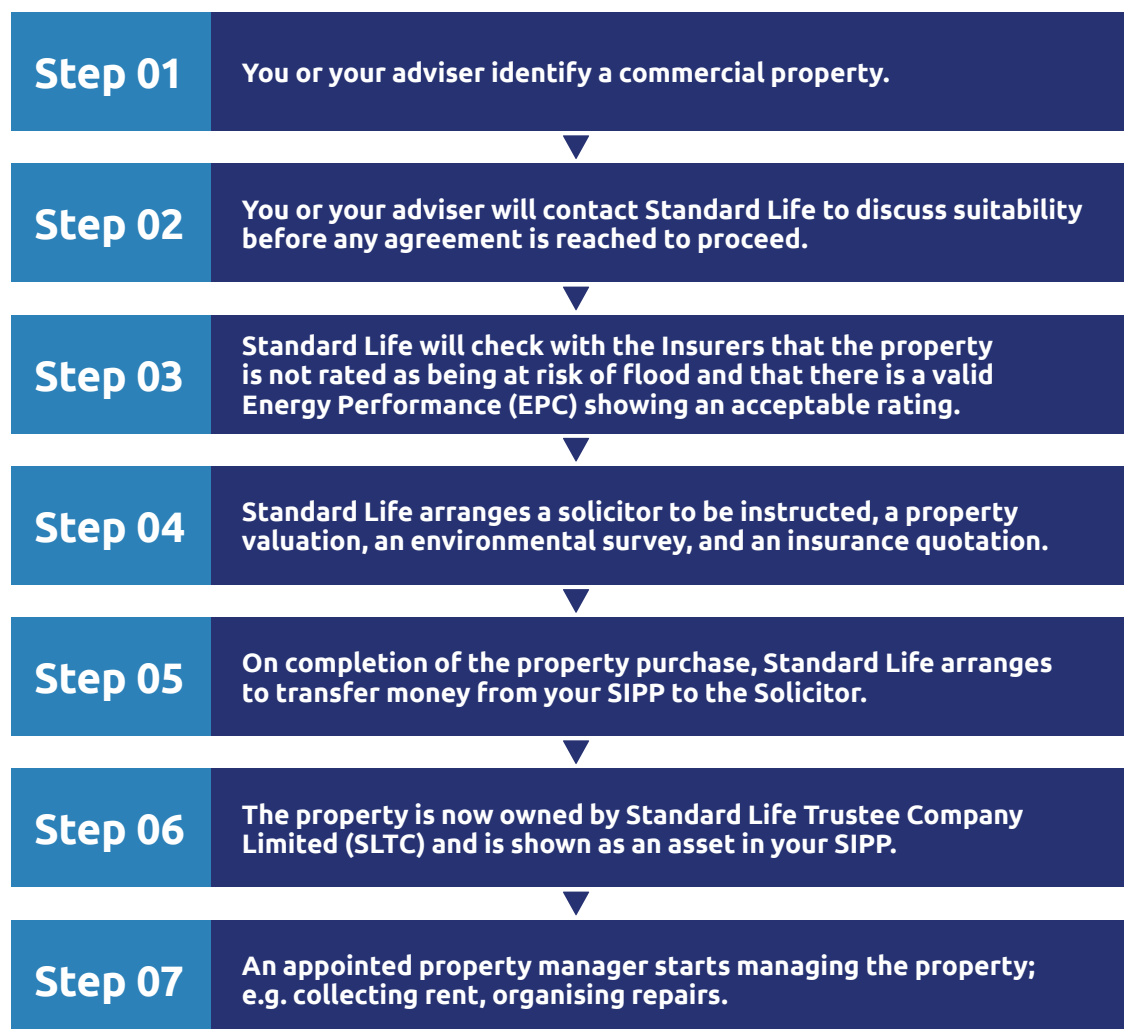 Step 01
You or your adviser identify a commercial property.
Step 02
You or your adviser will contact Standard Life to discuss suitability
before any agreement is reached to proceed.
Step 03
Standard Life will check with the Insurers that the property
is not rated as being at risk of flood and that there is a valid
Energy Performance (EPC) showing an acceptable rating.
Step 04
Standard Life arranges a solicitor to be instructed, a property
valuation, an environmental survey, and an insurance quotation.
Step 05
On completion of the property purchase, Standard Life arranges
to transfer money from your SIPP to the Solicitor.
Step 06
The property is now owned by Standard Life Trustee Company
Limited (SLTC) and is shown as an asset in your SIPP.
Step 07
An appointed property manager starts managing the property;
e.g. collecting rent, organising repairs.